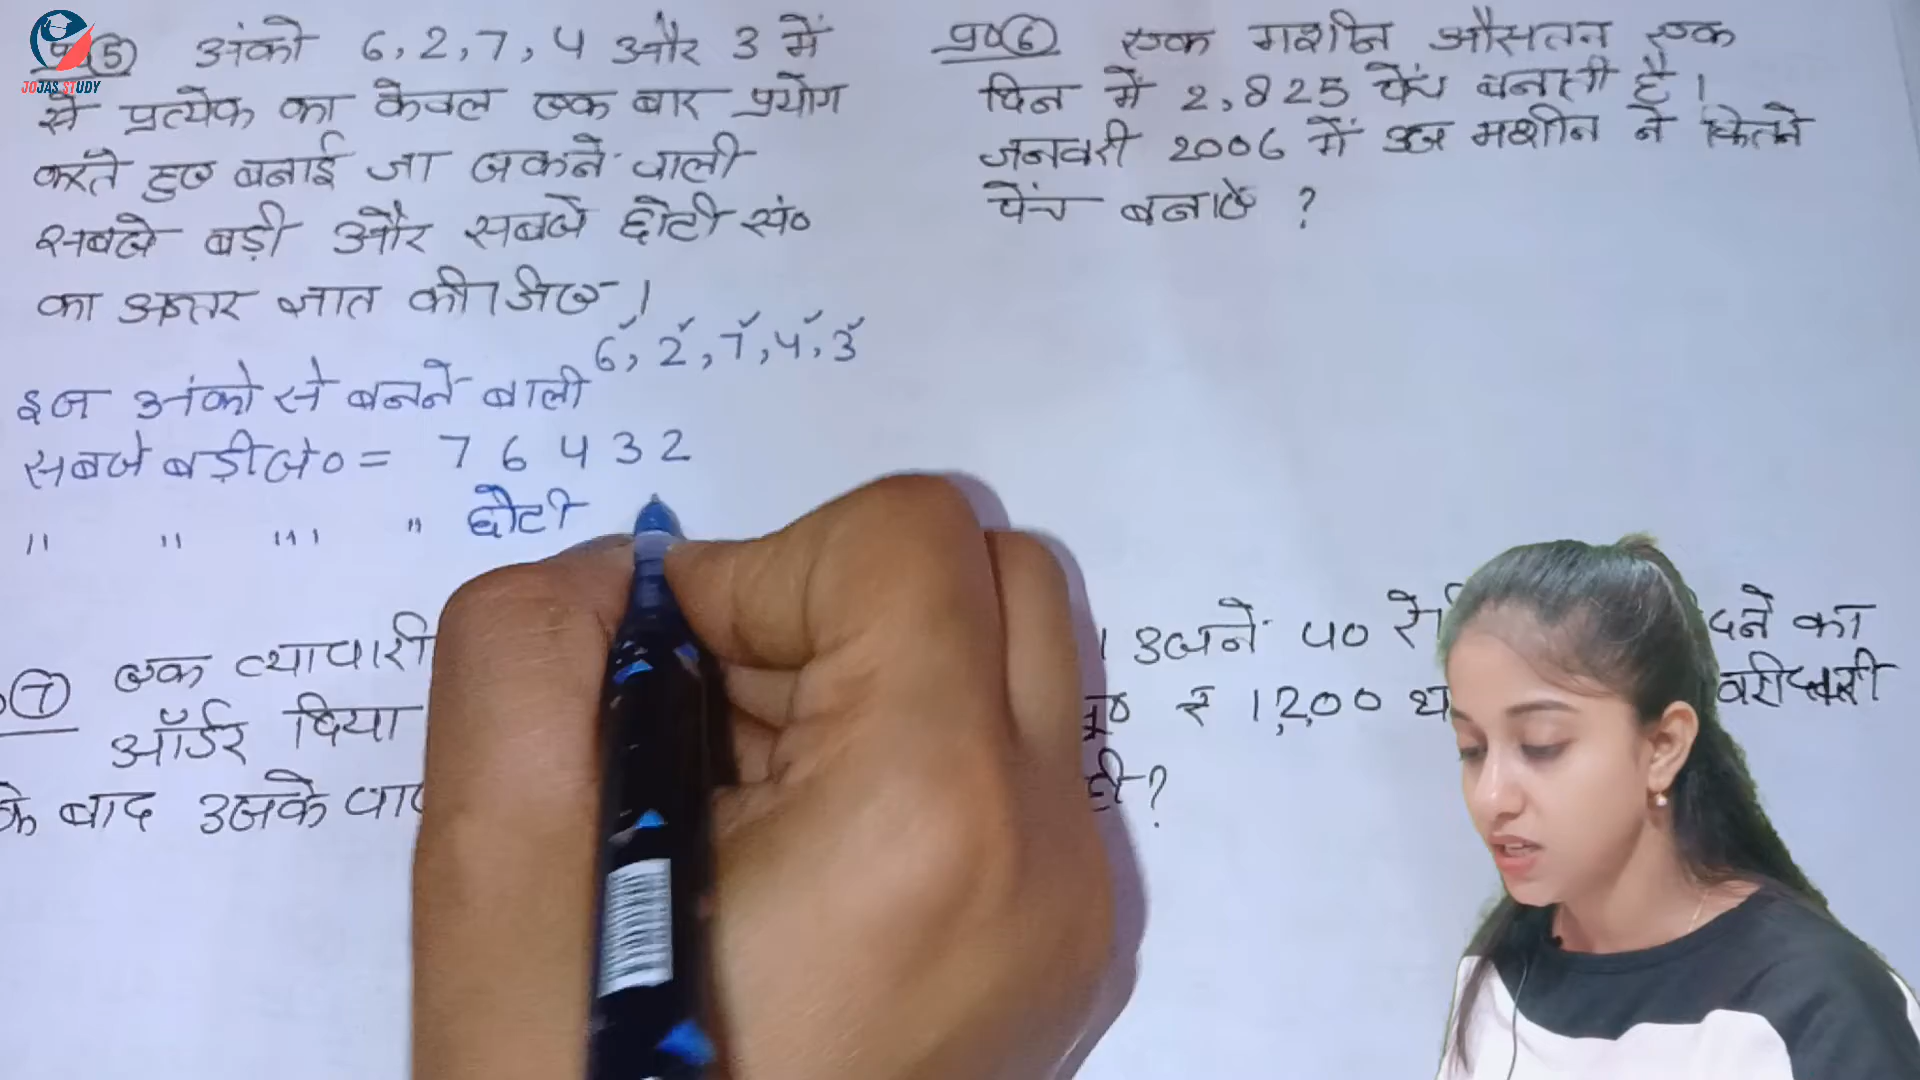 JOJAS STUDY
प्र०5 अंको 6, 2, 7, 4 और 3 में
से प्रत्येक का केवल एक बार प्रयोग
करते हुए बनाई जा सकने वाली
सबसे बड़ी और सबसे छोटी सं०
का अन्तर ज्ञात कीजिए।
6, 2, 7, 4, 3
इन अंको से बनने वाली
सबसे बड़ी सं० = 7 6 4 3 2
" " " " छोटी
प्र०6 एक मशीन औसतन एक
दिन में 2,825 पेंच बनाती है।
जनवरी 2006 में उस मशीन ने कितने
पेंच बनाए ?
7 एक व्यापारी
। उसने 40 का
ऑर्डर दिया
₹ 1,200
के बाद उसके
?